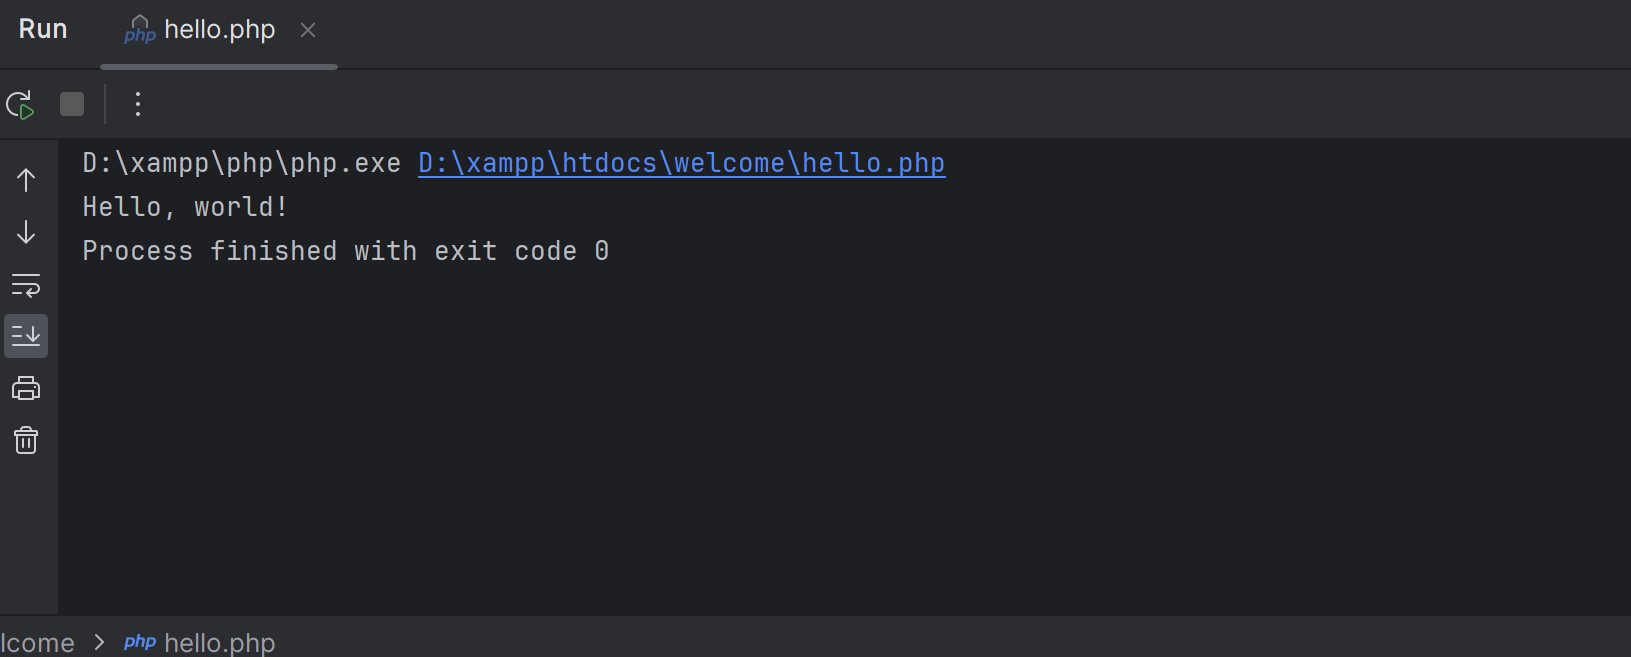 Run php hello.php
D:\xampp\php\php.exe D:\xampp\htdocs\welcome\hello.php
Hello, world!
Process finished with exit code 0
lcome > php hello.php